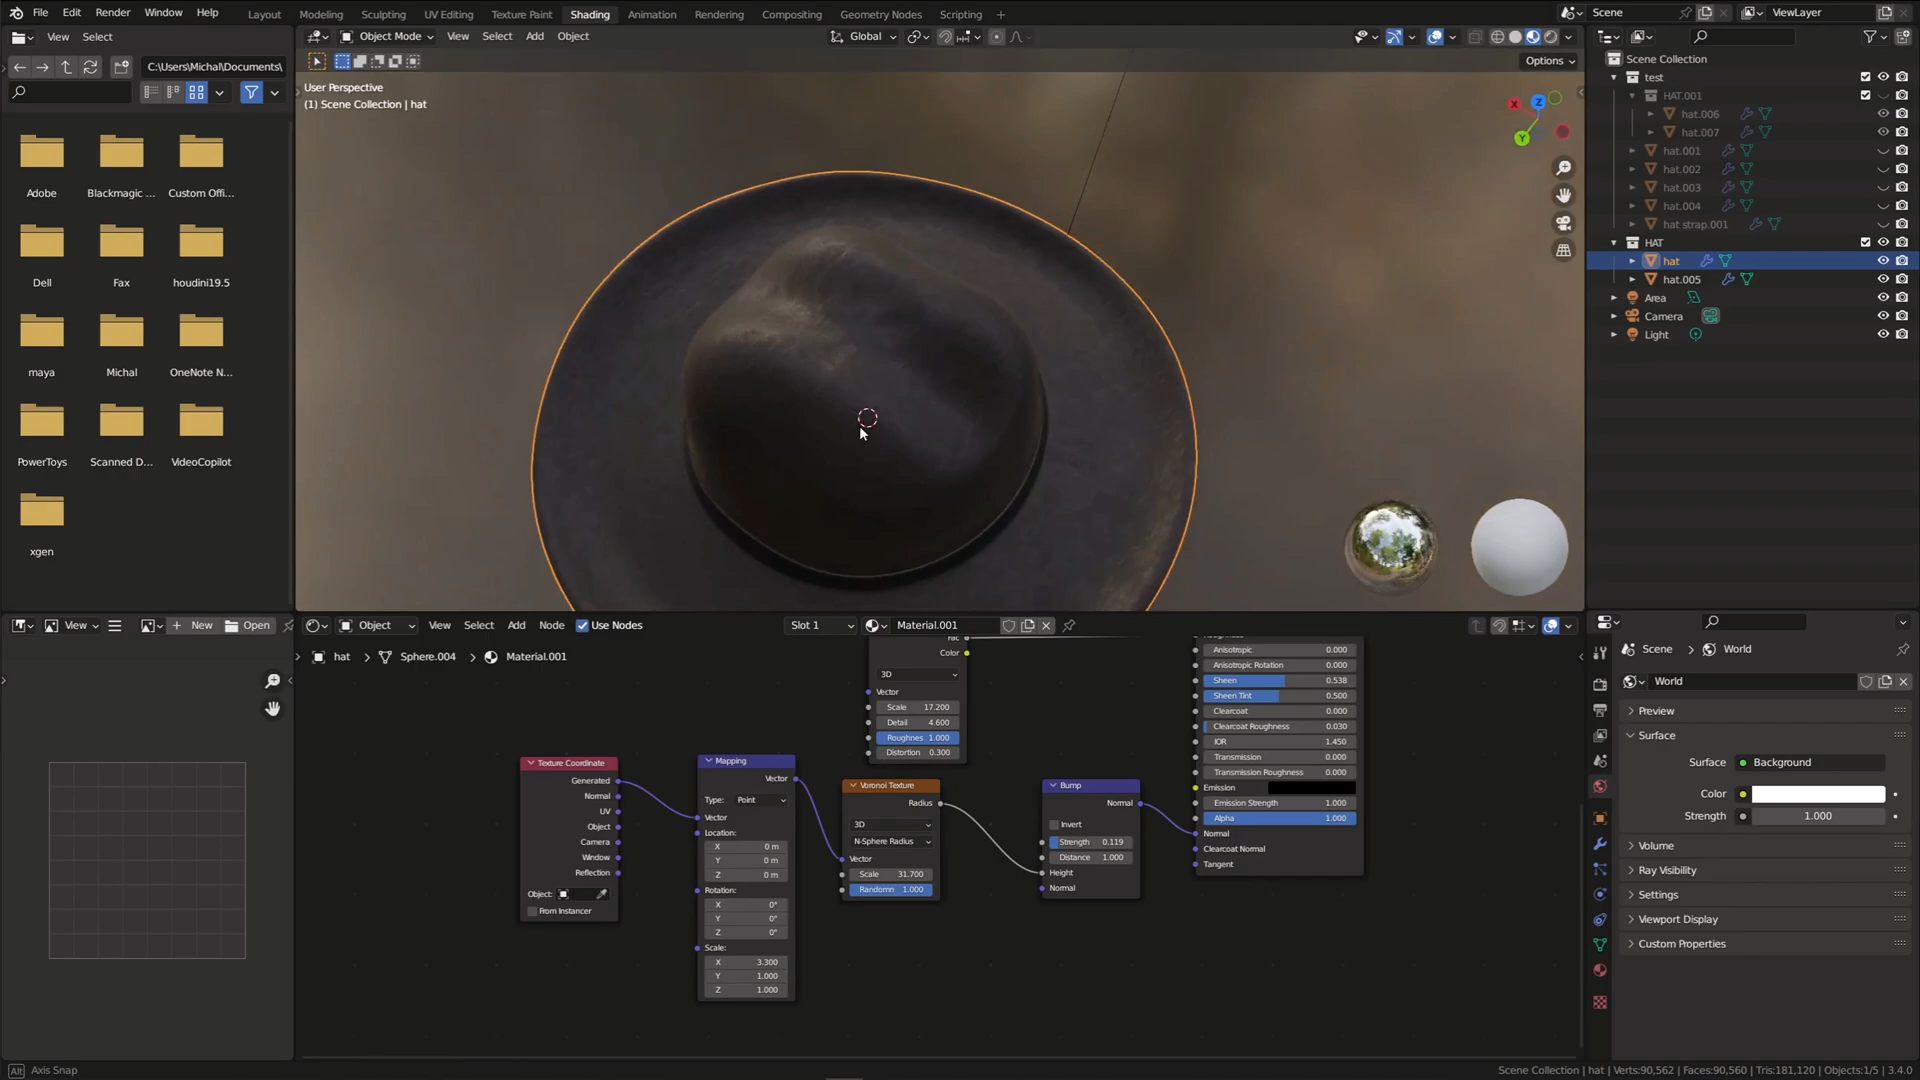 File Edit Render Window Help
Layout Modeling Sculpting UV Editing Texture Paint Shading Animation Rendering Compositing Geometry Nodes Scripting +
Scene
ViewLayer
View Select
Object Mode View Select Add Object
Global
C:\Users\Michal\Documents\
Options
User Perspective
(1) Scene Collection | hat
Adobe
Blackmagic ...
Custom Offi...
Dell
Fax
houdini19.5
maya
Michal
OneNote N...
PowerToys
Scanned D...
VideoCopilot
xgen
X
Z
Y
Scene Collection
test
HAT.001
hat.006
hat.007
hat.001
hat.002
hat.003
hat.004
hat strap.001
HAT
hat
hat.005
Area
Camera
Light
View
New
Open
Object View Select Add Node Use Nodes
Slot 1
Material.001
hat > Sphere.004 > Material.001
Color
3D
Vector
Scale 17.200
Detail 4.600
Roughnes 1.000
Distortion 0.300
Texture Coordinate
Generated
Normal
UV
Object
Camera
Window
Reflection
Object:
From Instancer
Mapping
Vector
Type: Point
Vector
Location:
X 0 m
Y 0 m
Z 0 m
Rotation:
X 0°
Y 0°
Z 0°
Scale:
X 3.300
Y 1.000
Z 1.000
Voronoi Texture
Radius
3D
N-Sphere Radius
Vector
Scale 31.700
Randomn 1.000
Bump
Normal
Invert
Strength 0.119
Distance 1.000
Height
Normal
Anisotropic 0.000
Anisotropic Rotation 0.000
Sheen 0.538
Sheen Tint 0.500
Clearcoat 0.000
Clearcoat Roughness 0.030
IOR 1.450
Transmission 0.000
Transmission Roughness 0.000
Emission
Emission Strength 1.000
Alpha 1.000
Normal
Clearcoat Normal
Tangent
Scene > World
World
Preview
Surface
Surface Background
Color
Strength 1.000
Volume
Ray Visibility
Settings
Viewport Display
Custom Properties
Alt Axis Snap
Scene Collection | hat | Verts:90,562 | Faces:90,560 | Tris:181,120 | Objects:1/5 | 3.4.0